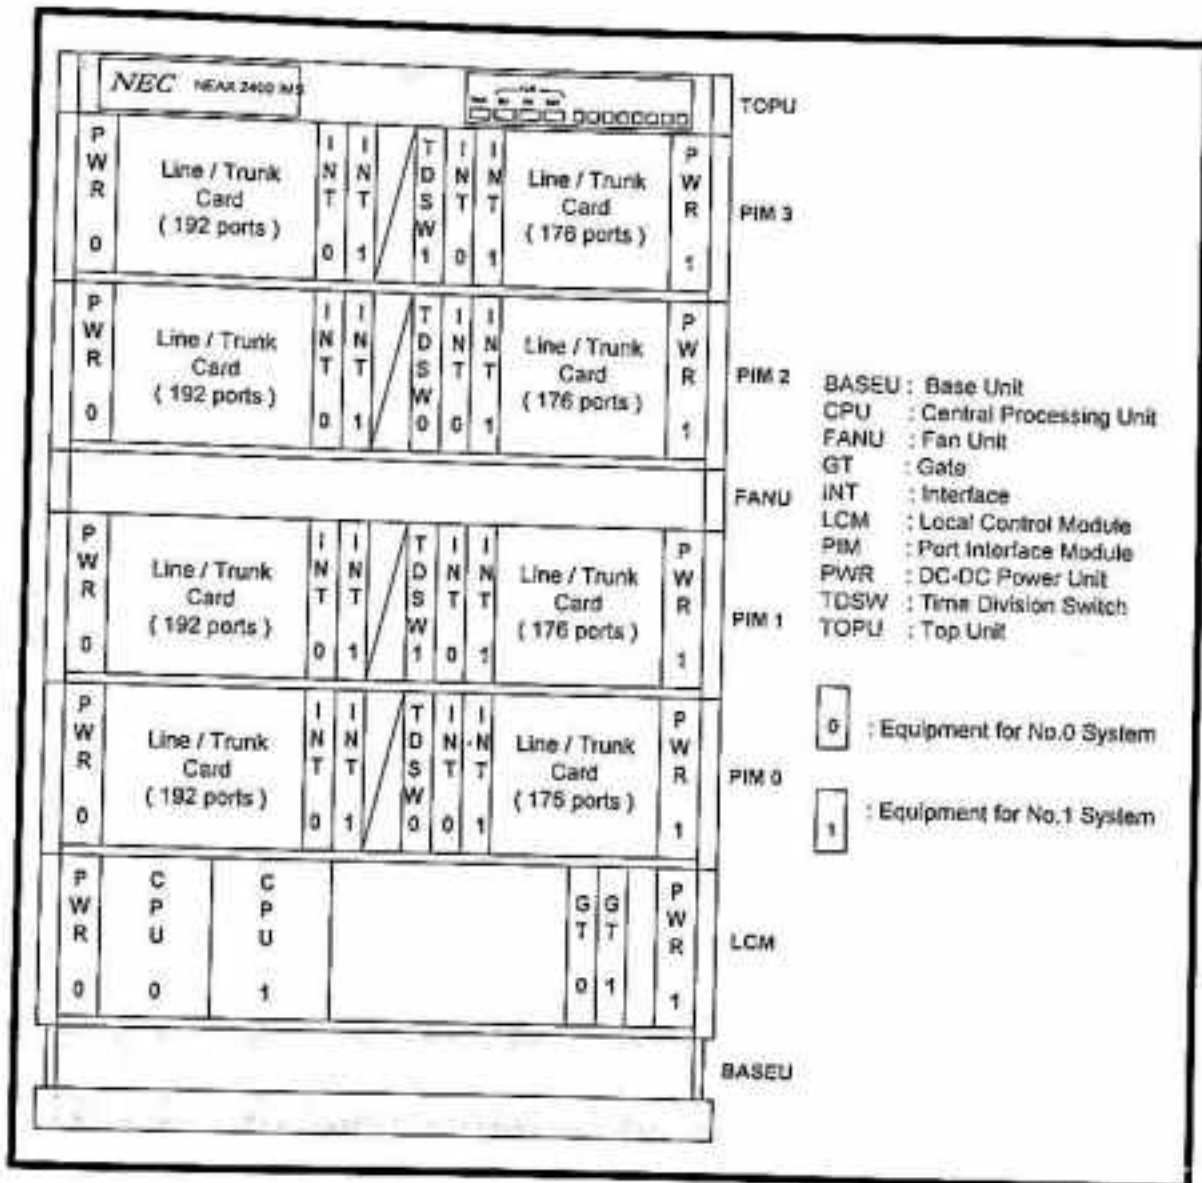 NEC NEAX 2400 IMS
TOPU
PWR 0
Line / Trunk
Card
( 192 ports )
INT 0
INT 1
TDSW 1
INT 0
INT 1
Line / Trunk
Card
( 176 ports )
PWR 1
PIM 3
PWR 0
Line / Trunk
Card
( 192 ports )
INT 0
INT 1
TDSW 0
INT 0
INT 1
Line / Trunk
Card
( 176 ports )
PWR 1
PIM 2
FANU
PWR 0
Line / Trunk
Card
( 192 ports )
INT 0
INT 1
TDSW 1
INT 0
INT 1
Line / Trunk
Card
( 176 ports )
PWR 1
PIM 1
PWR 0
Line / Trunk
Card
( 192 ports )
INT 0
INT 1
TDSW 0
INT 0
INT 1
Line / Trunk
Card
( 176 ports )
PWR 1
PIM 0
PWR 0
CPU 0
CPU 1
GT 0
GT 1
PWR 1
LCM
BASEU
BASEU : Base Unit
CPU : Central Processing Unit
FANU : Fan Unit
GT : Gate
INT : Interface
LCM : Local Control Module
PIM : Port Interface Module
PWR : DC-DC Power Unit
TDSW : Time Division Switch
TOPU : Top Unit
0 : Equipment for No.0 System
1 : Equipment for No.1 System